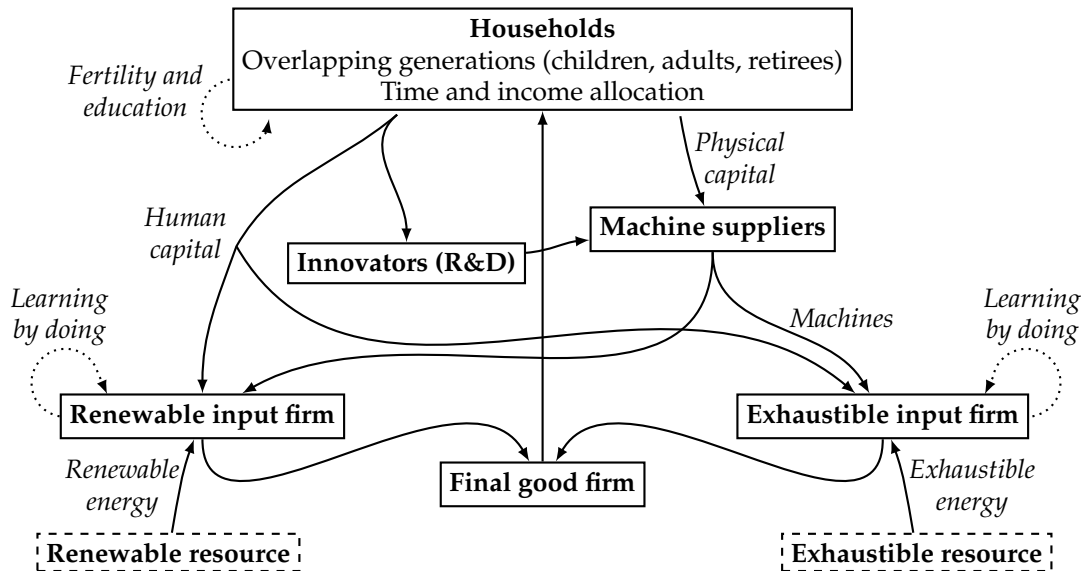 Households
Overlapping generations (children, adults, retirees)
Time and income allocation
Fertility and
education
Physical
capital
Human
capital
Machine suppliers
Innovators (R&D)
Learning
by doing
Machines
Learning
by doing
Renewable input firm
Exhaustible input firm
Renewable
energy
Final good firm
Exhaustible
energy
Renewable resource
Exhaustible resource